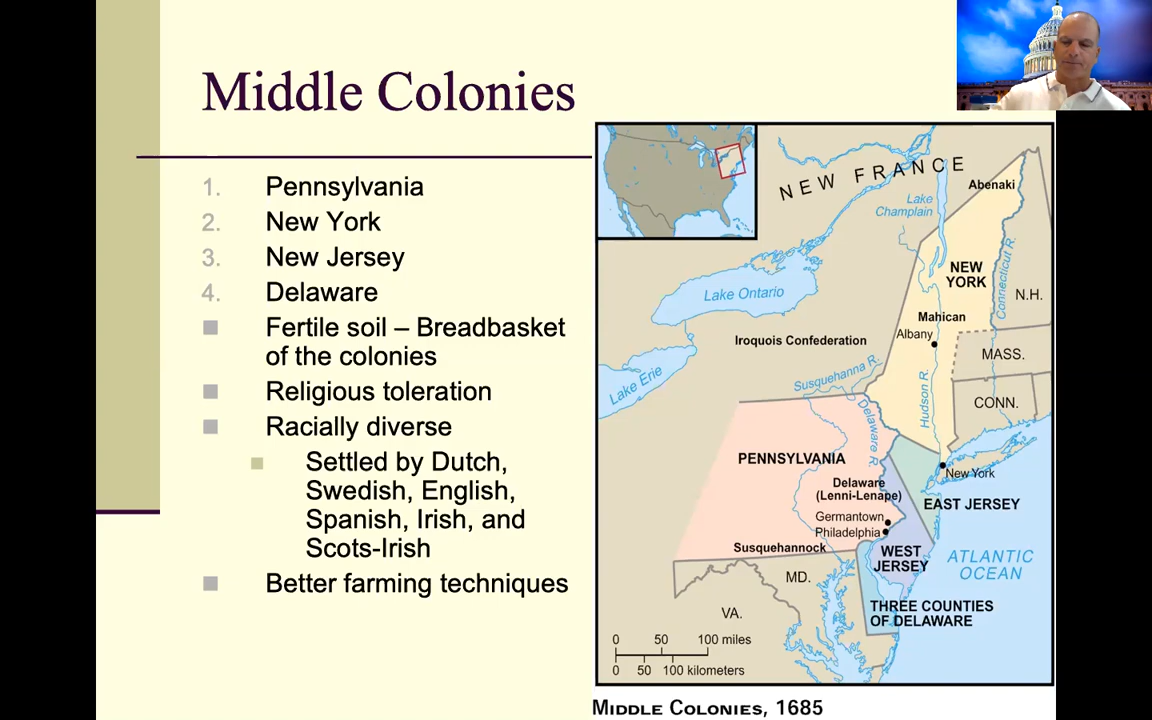 Middle Colonies
1. Pennsylvania
2. New York
3. New Jersey
4. Delaware
Fertile soil – Breadbasket
of the colonies
Religious toleration
Racially diverse
Settled by Dutch,
Swedish, English,
Spanish, Irish, and
Scots-Irish
Better farming techniques
NEW FRANCE
Abenaki
Lake
Champlain
NEW
YORK
Connecticut R.
N.H.
Lake Ontario
Mahican
Albany
Iroquois Confederation
MASS.
Lake Erie
Susquehanna R.
Hudson R.
CONN.
Delaware R.
PENNSYLVANIA
New York
Delaware
(Lenni-Lenape)
EAST JERSEY
Germantown
Philadelphia
Susquehannock
WEST
JERSEY
ATLANTIC
OCEAN
MD.
THREE COUNTIES
OF DELAWARE
VA.
0 50 100 miles
0 50 100 kilometers
MIDDLE COLONIES, 1685